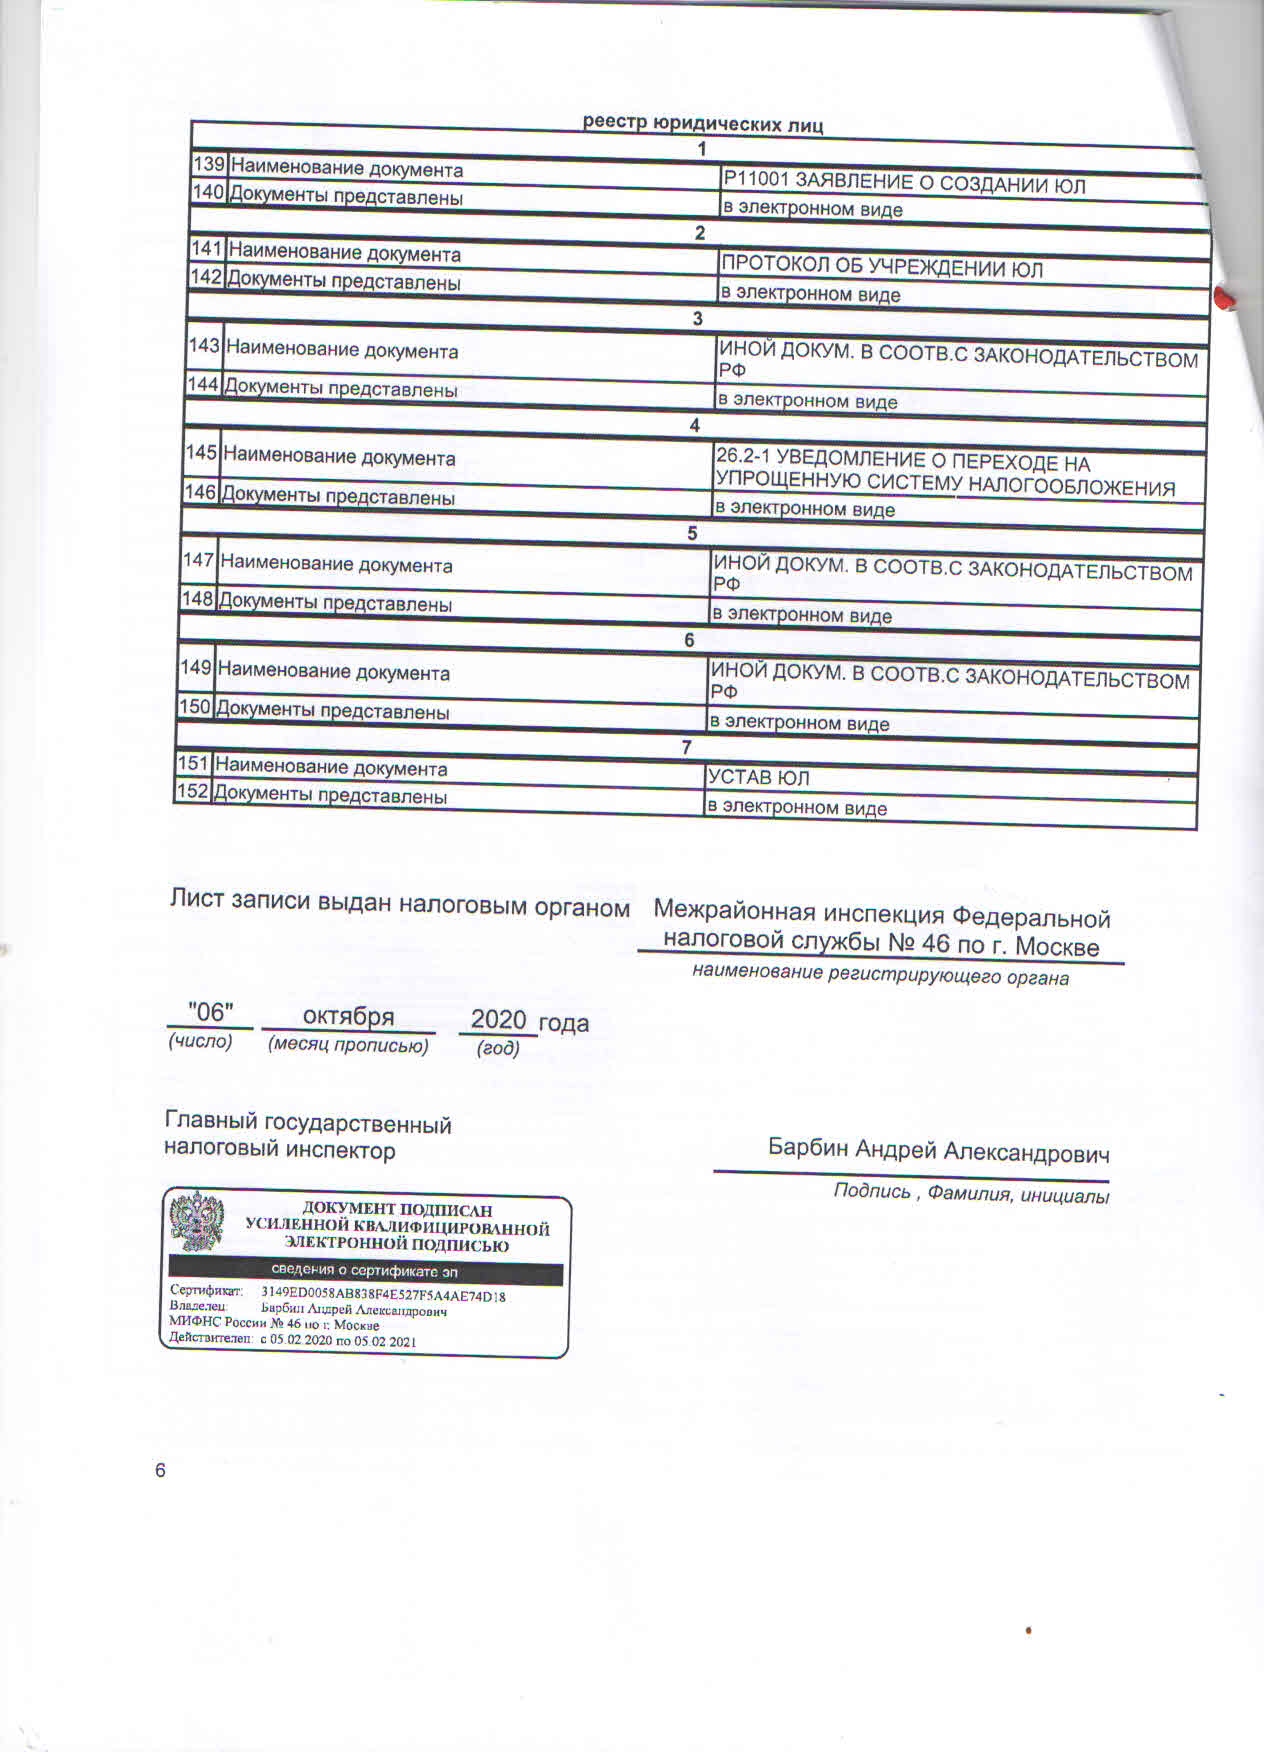 реестр юридических лиц
1
139 Наименование документа Р11001 ЗАЯВЛЕНИЕ О СОЗДАНИИ ЮЛ
140 Документы представлены в электронном виде
2
141 Наименование документа ПРОТОКОЛ ОБ УЧРЕЖДЕНИИ ЮЛ
142 Документы представлены в электронном виде
3
143 Наименование документа ИНОЙ ДОКУМ. В СООТВ.С ЗАКОНОДАТЕЛЬСТВОМ
РФ
144 Документы представлены в электронном виде
4
145 Наименование документа 26.2-1 УВЕДОМЛЕНИЕ О ПЕРЕХОДЕ НА
УПРОЩЕННУЮ СИСТЕМУ НАЛОГООБЛОЖЕНИЯ
146 Документы представлены в электронном виде
5
147 Наименование документа ИНОЙ ДОКУМ. В СООТВ.С ЗАКОНОДАТЕЛЬСТВОМ
РФ
148 Документы представлены в электронном виде
6
149 Наименование документа ИНОЙ ДОКУМ. В СООТВ.С ЗАКОНОДАТЕЛЬСТВОМ
РФ
150 Документы представлены в электронном виде
7
151 Наименование документа УСТАВ ЮЛ
152 Документы представлены в электронном виде
Лист записи выдан налоговым органом Межрайонная инспекция Федеральной
налоговой службы № 46 по г. Москве
наименование регистрирующего органа
"06" октября 2020 года
(число) (месяц прописью) (год)
Главный государственный
налоговый инспектор
Барбин Андрей Александрович
Подпись , Фамилия, инициалы
ДОКУМЕНТ ПОДПИСАН
УСИЛЕННОЙ КВАЛИФИЦИРОВАННОЙ
ЭЛЕКТРОННОЙ ПОДПИСЬЮ
сведения о сертификате эп
Сертификат: 3149ED0058AB838F4E527F5A4AE74D18
Владелец: Барбин Андрей Александрович
МИФНС России № 46 по г. Москве
Действителен: с 05.02.2020 по 05.02.2021
6